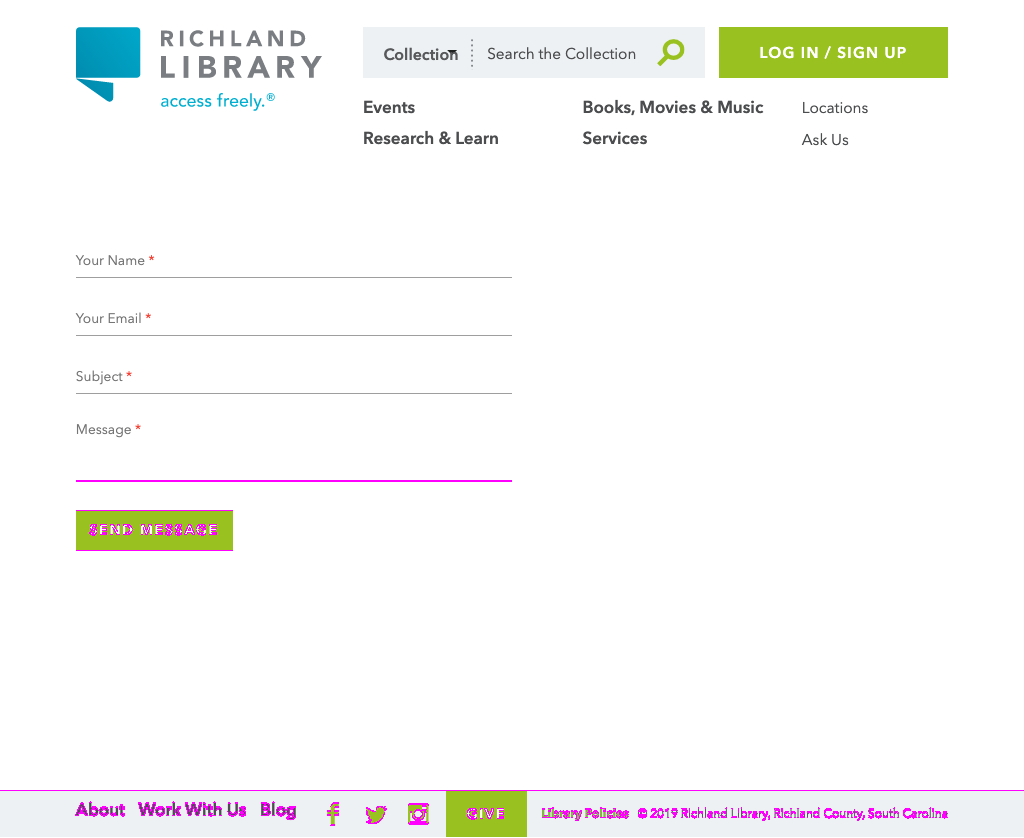 RICHLAND
LIBRARY
access freely.®
Collection
Search the Collection
LOG IN / SIGN UP
Events
Books, Movies & Music
Locations
Research & Learn
Services
Ask Us
Your Name *
Your Email *
Subject *
Message *
SEND MESSAGE
About Work With Us Blog
GIVE
Library Policies © 2019 Richland Library, Richland County, South Carolina